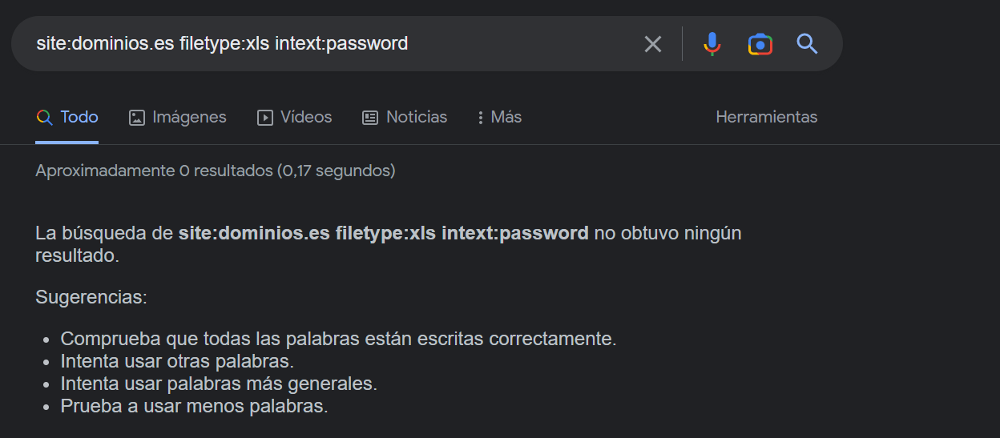 site:dominios.es filetype:xls intext:password
Todo Imágenes Vídeos Noticias Más Herramientas
Aproximadamente 0 resultados (0,17 segundos)
La búsqueda de site:dominios.es filetype:xls intext:password no obtuvo ningún
resultado.
Sugerencias:
Comprueba que todas las palabras están escritas correctamente.
Intenta usar otras palabras.
Intenta usar palabras más generales.
Prueba a usar menos palabras.